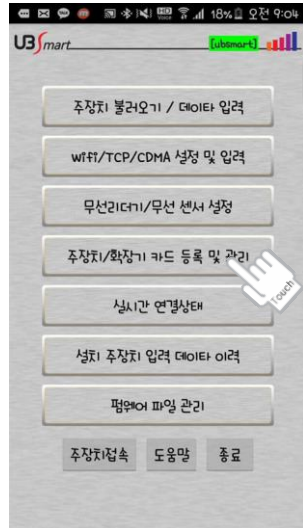 18% 오전 9:04
UBSmart
[ubsmart]
주장치 불러오기 / 데이타 입력
wifi/TCP/CDMA 설정 및 입력
무선리더기/무선 센서 설정
주장치/확장기 카드 등록 및 관리
Touch
실시간 연결상태
설치 주장치 입력 데이타 이력
펌웨어 파일 관리
주장치접속 도움말 종료